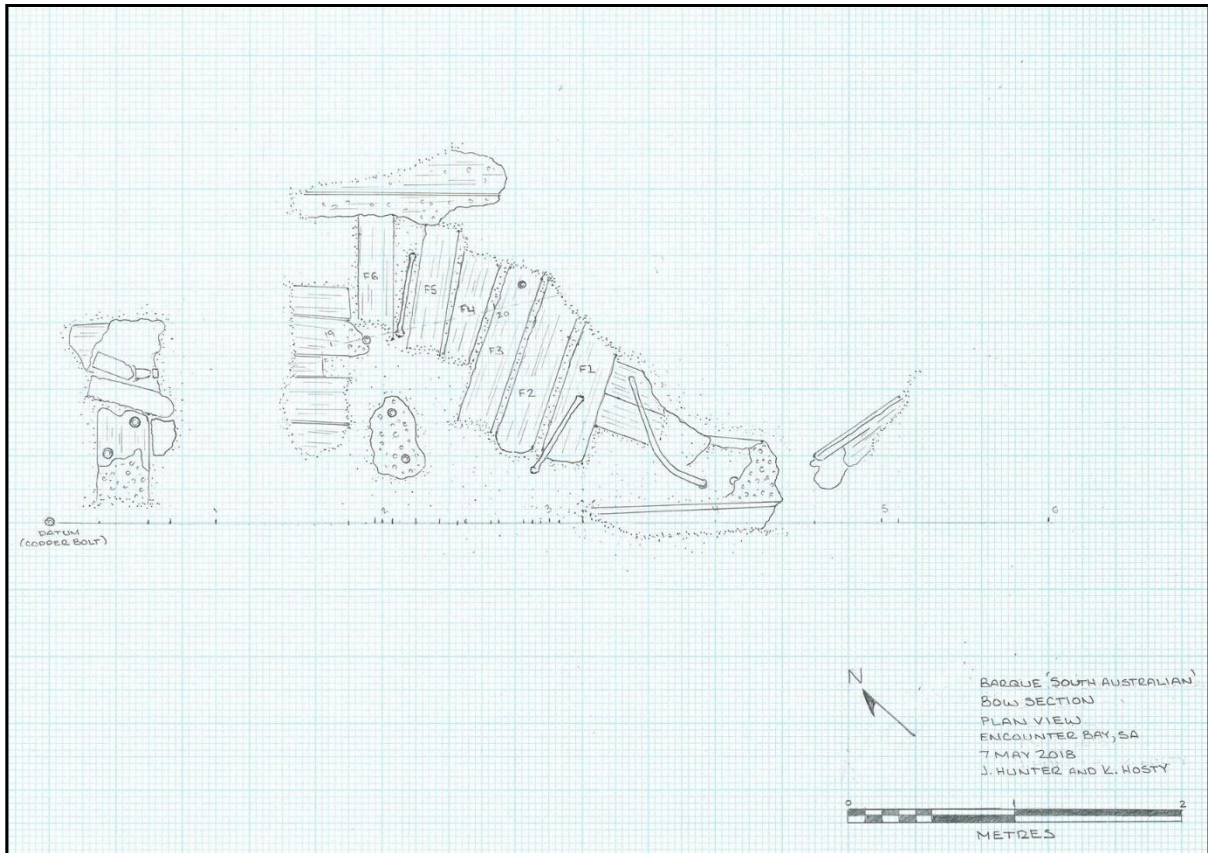 F6
F5
F4
F3
F2
F1
19
20
DATUM
(COPPER BOLT)
1
2
3
4
5
6
N
BARQUE 'SOUTH AUSTRALIAN'
BOW SECTION
PLAN VIEW
ENCOUNTER BAY, SA
7 MAY 2018
J. HUNTER AND K. HOSTY
0 1 2
METRES